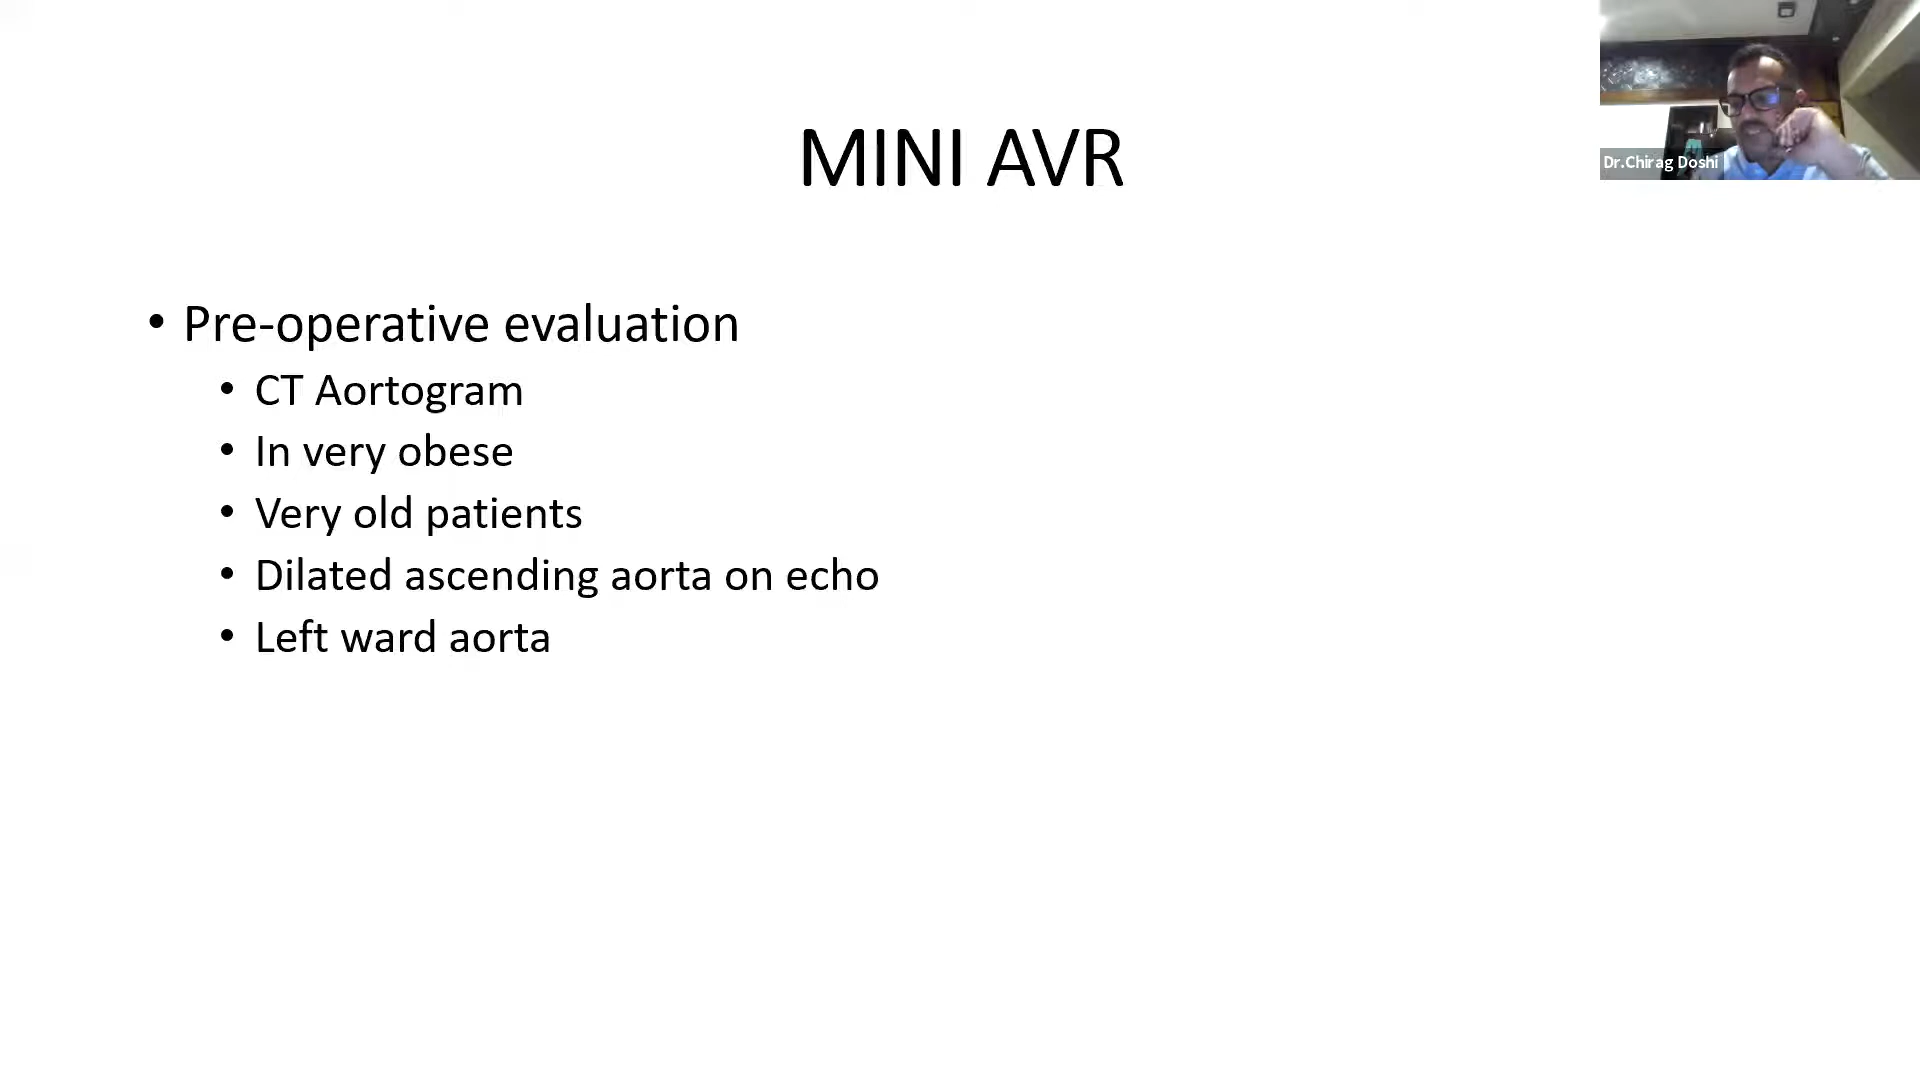 Dr.Chirag Doshi
MINI AVR
• Pre-operative evaluation
• CT Aortogram
• In very obese
• Very old patients
• Dilated ascending aorta on echo
• Left ward aorta